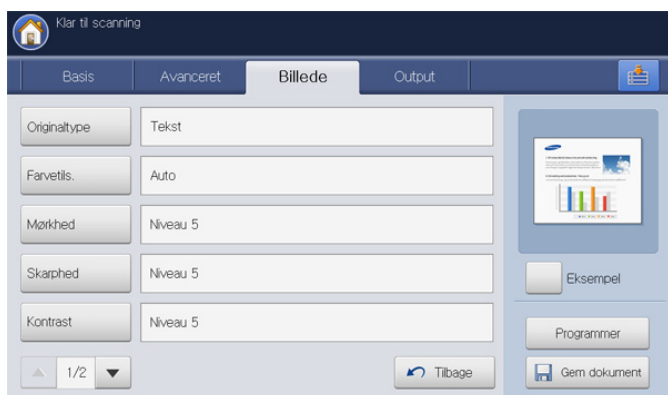 Klar til scanning
Basis
Avanceret
Billede
Output
Originaltype
Tekst
Farvetils.
Auto
Mørkhed
Niveau 5
Skarphed
Niveau 5
Kontrast
Niveau 5
Eksempel
Programmer
1/2
Tilbage
Gem dokument